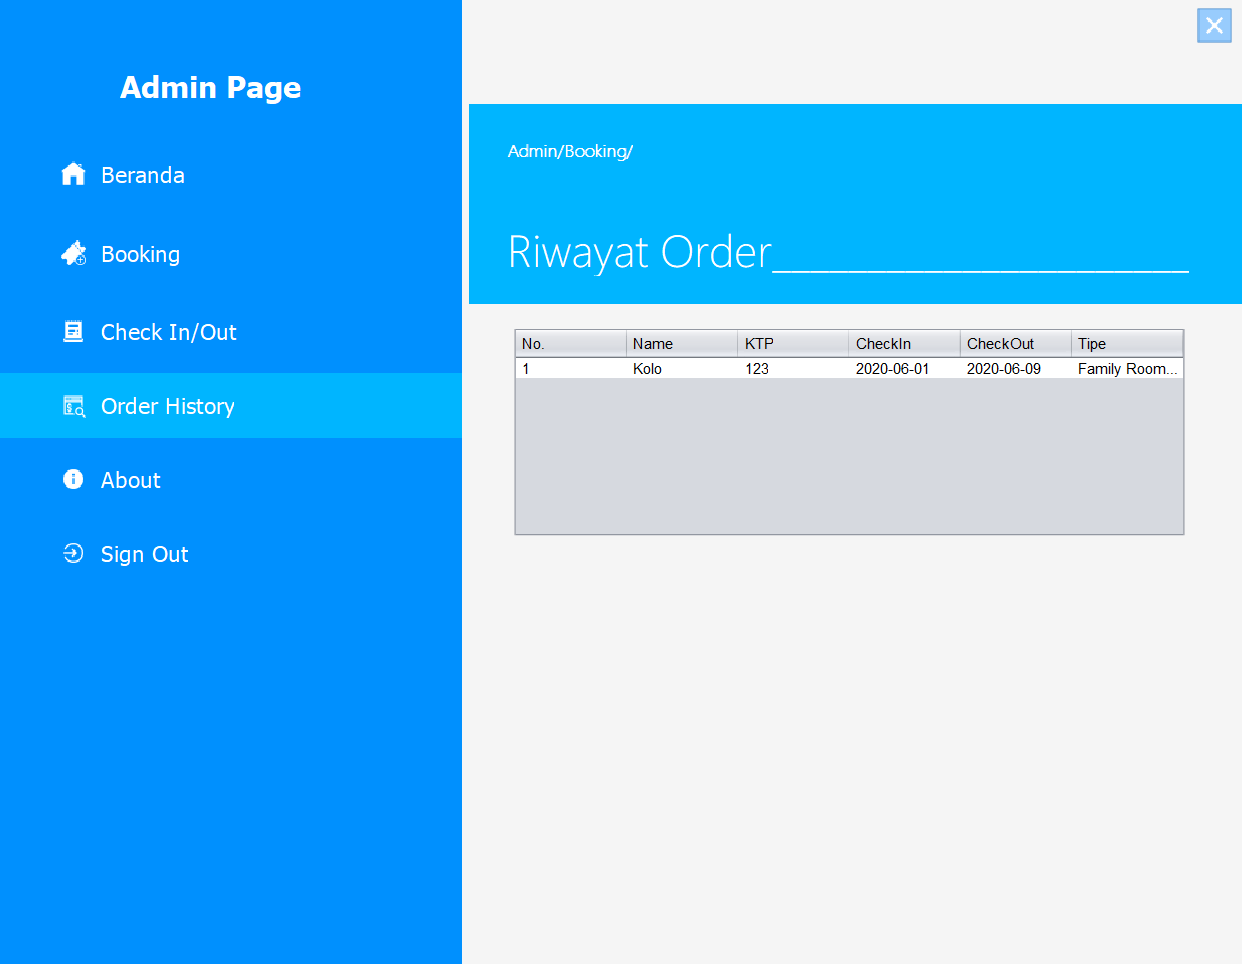 Admin Page
Beranda
Booking
Check In/Out
Order History
About
Sign Out
Admin/Booking/
Riwayat Order______________________
No. Name KTP CheckIn CheckOut Tipe
1 Kolo 123 2020-06-01 2020-06-09 Family Room...